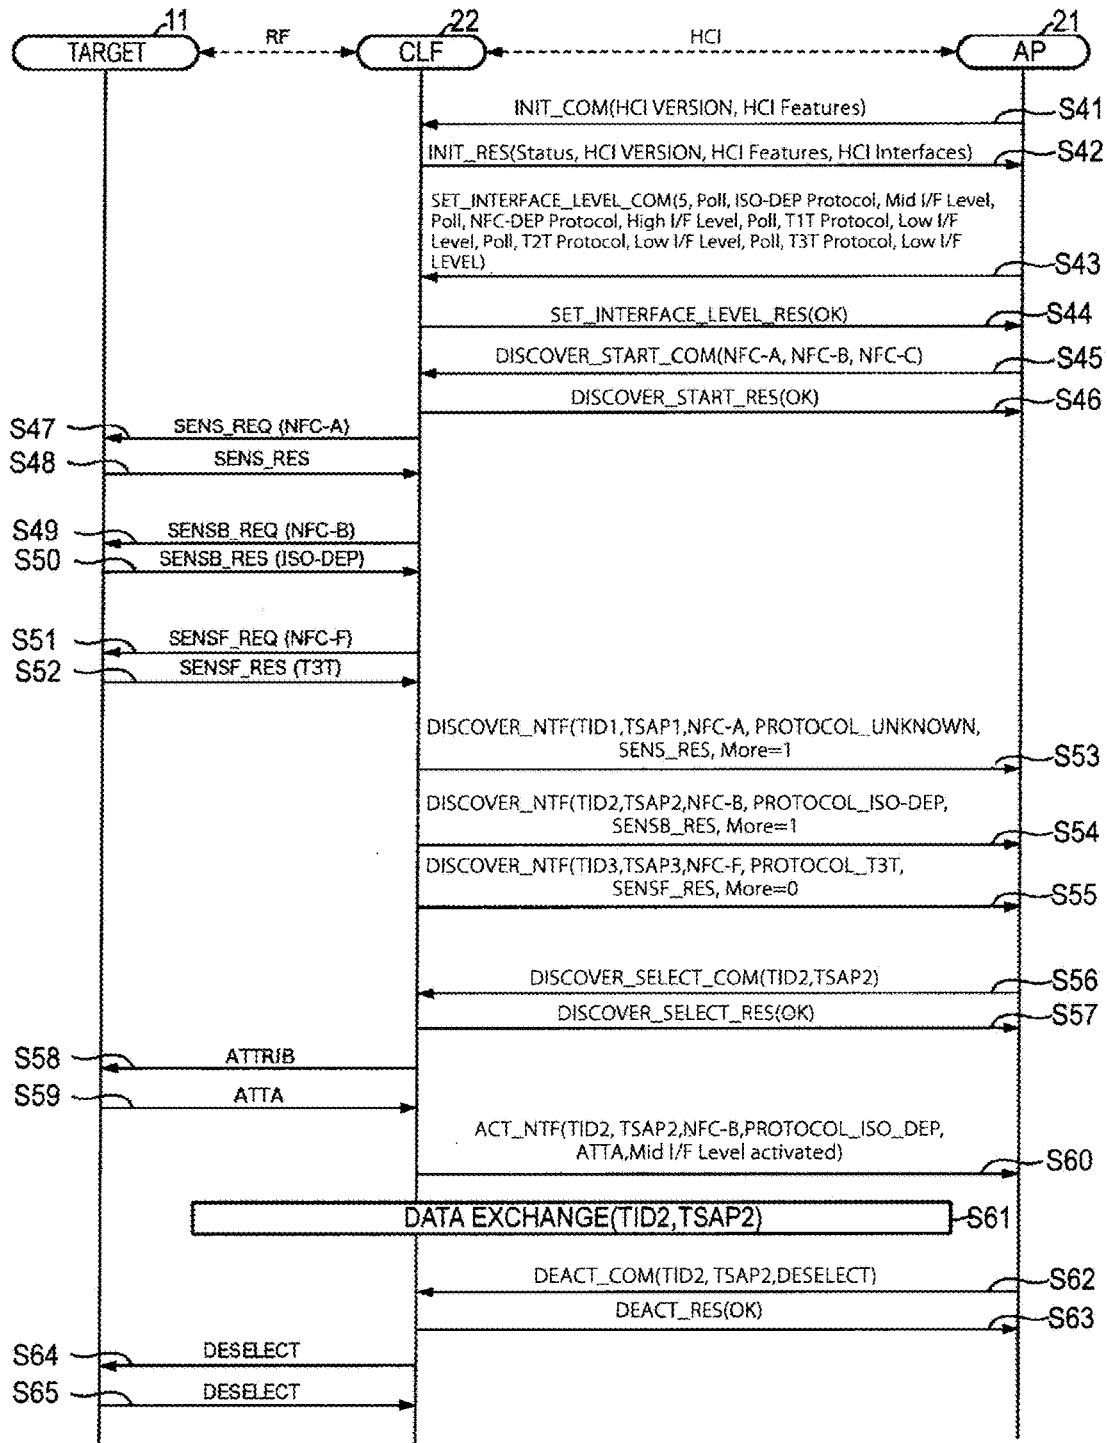 11
22
21
TARGET
RF
CLF
HCI
AP
INIT_COM(HCI VERSION, HCI Features)
S41
INIT_RES(Status, HCI VERSION, HCI Features, HCI Interfaces)
S42
SET_INTERFACE_LEVEL_COM(5, Poll, ISO-DEP Protocol, Mid I/F Level,
Poll, NFC-DEP Protocol, High I/F Level, Poll, T1T Protocol, Low I/F
Level, Poll, T2T Protocol, Low I/F Level, Poll, T3T Protocol, Low I/F
LEVEL)
S43
SET_INTERFACE_LEVEL_RES(OK)
S44
DISCOVER_START_COM(NFC-A, NFC-B, NFC-C)
S45
DISCOVER_START_RES(OK)
S46
S47
SENS_REQ (NFC-A)
S48
SENS_RES
S49
SENSB_REQ (NFC-B)
S50
SENSB_RES (ISO-DEP)
S51
SENSF_REQ (NFC-F)
S52
SENSF_RES (T3T)
DISCOVER_NTF(TID1,TSAP1,NFC-A, PROTOCOL_UNKNOWN,
SENS_RES, More=1
S53
DISCOVER_NTF(TID2,TSAP2,NFC-B, PROTOCOL_ISO-DEP,
SENSB_RES, More=1
S54
DISCOVER_NTF(TID3,TSAP3,NFC-F, PROTOCOL_T3T,
SENSF_RES, More=0
S55
DISCOVER_SELECT_COM(TID2,TSAP2)
S56
DISCOVER_SELECT_RES(OK)
S57
S58
ATTRIB
S59
ATTA
ACT_NTF(TID2, TSAP2,NFC-B,PROTOCOL_ISO_DEP,
ATTA,Mid I/F Level activated)
S60
DATA EXCHANGE(TID2,TSAP2)
S61
DEACT_COM(TID2, TSAP2,DESELECT)
S62
DEACT_RES(OK)
S63
S64
DESELECT
S65
DESELECT